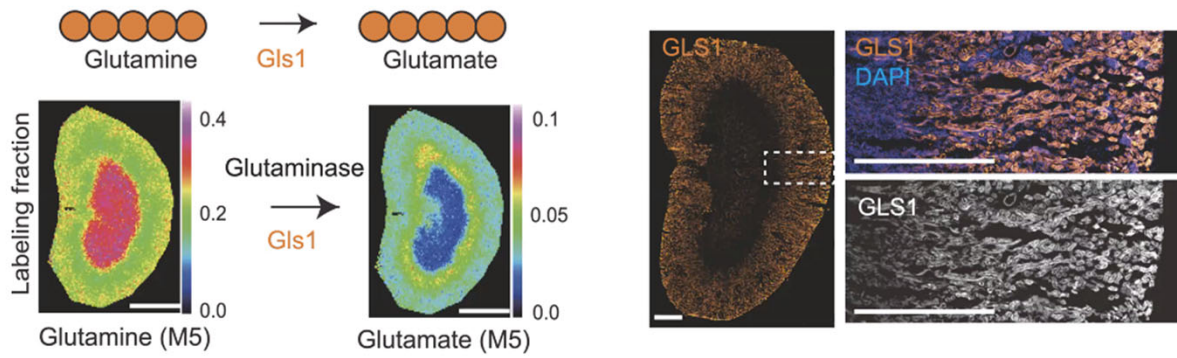 Glutamine
Gls1
Glutamate
Labeling fraction
0.4
0.2
0.0
Glutamine (M5)
Glutaminase
Gls1
0.1
0.05
0.0
Glutamate (M5)
GLS1
GLS1
DAPI
GLS1